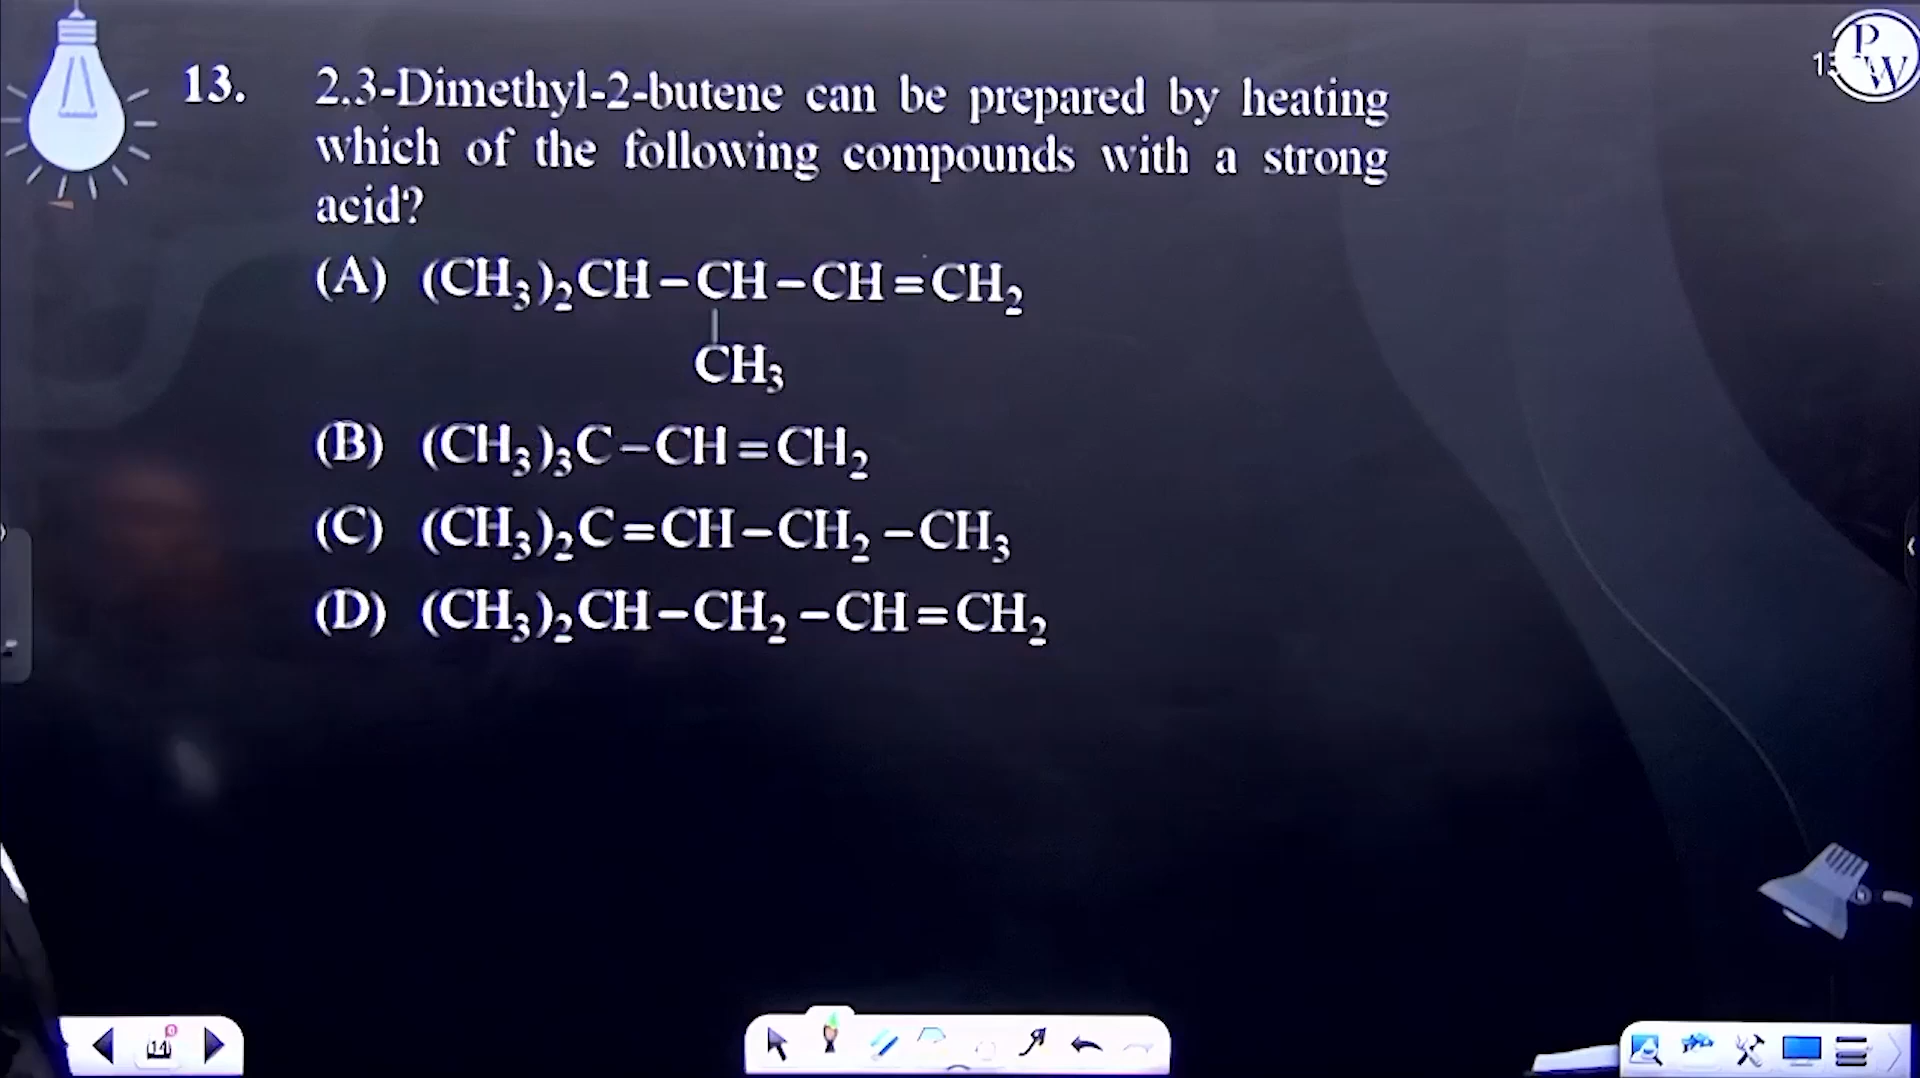 13. 2.3-Dimethyl-2-butene can be prepared by heating
which of the following compounds with a strong
acid?
(A) (CH₃)₂CH–CH–CH=CH₂
CH₃
(B) (CH₃)₃C–CH=CH₂
(C) (CH₃)₂C=CH–CH₂–CH₃
(D) (CH₃)₂CH–CH₂–CH=CH₂
PW
14